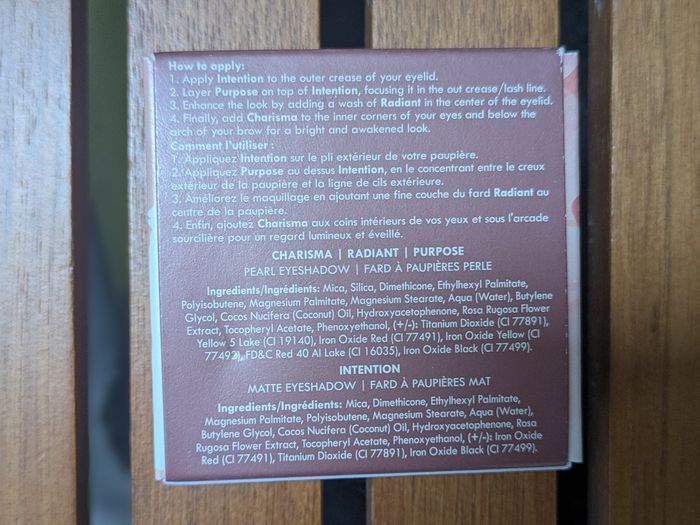 How to apply:
1. Apply Intention to the outer crease of your eyelid.
2. Layer Purpose on top of Intention, focusing it in the out crease/lash line.
3. Enhance the look by adding a wash of Radiant in the center of the eyelid.
4. Finally, add Charisma to the inner corners of your eyes and below the
arch of your brow for a bright and awakened look.
Comment l'utiliser :
1. Appliquez Intention sur le pli extérieur de votre paupière.
2. Appliquez Purpose au dessus Intention, en le concentrant entre le creux
extérieur de la paupière et la ligne de cils extérieure.
3. Améliorez le maquillage en ajoutant une fine couche du fard Radiant au
centre de la paupière.
4. Enfin, ajoutez Charisma aux coins intérieurs de vos yeux et sous l'arcade
sourcilière pour un regard lumineux et éveillé.
CHARISMA | RADIANT | PURPOSE
PEARL EYESHADOW | FARD À PAUPIÈRES PERLE
Ingredients/Ingrédients: Mica, Silica, Dimethicone, Ethylhexyl Palmitate,
Polyisobutene, Magnesium Palmitate, Magnesium Stearate, Aqua (Water), Butylene
Glycol, Cocos Nucifera (Coconut) Oil, Hydroxyacetophenone, Rosa Rugosa Flower
Extract, Tocopheryl Acetate, Phenoxyethanol, (+/-): Titanium Dioxide (CI 77891),
Yellow 5 Lake (CI 19140), Iron Oxide Red (CI 77491), Iron Oxide Yellow (CI
77492), FD&C Red 40 Al Lake (CI 16035), Iron Oxide Black (CI 77499).
INTENTION
MATTE EYESHADOW | FARD À PAUPIÈRES MAT
Ingredients/Ingrédients: Mica, Dimethicone, Ethylhexyl Palmitate,
Magnesium Palmitate, Polyisobutene, Magnesium Stearate, Aqua (Water),
Butylene Glycol, Cocos Nucifera (Coconut) Oil, Hydroxyacetophenone, Rosa
Rugosa Flower Extract, Tocopheryl Acetate, Phenoxyethanol, (+/-): Iron Oxide
Red (CI 77491), Titanium Dioxide (CI 77891), Iron Oxide Black (CI 77499).